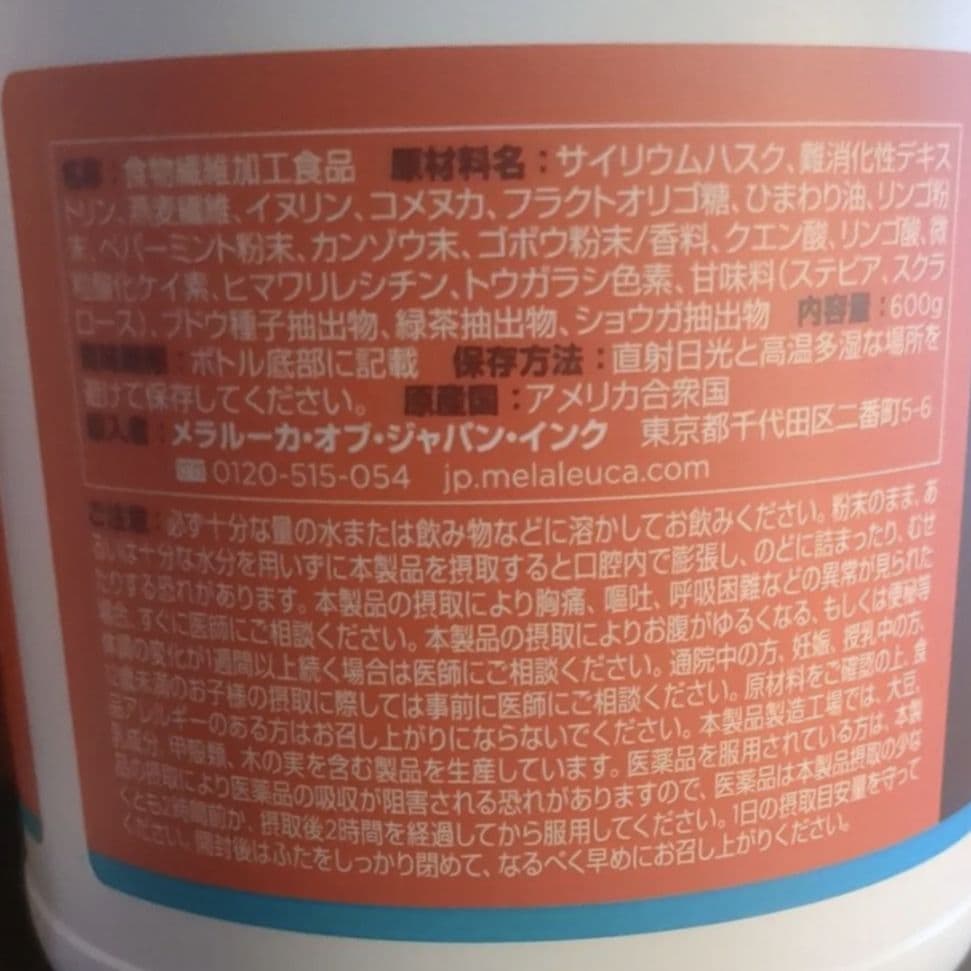 名称：食物繊維加工食品 原材料名：サイリウムハスク、難消化性デキス
トリン、燕麦繊維、イヌリン、コメヌカ、フラクトオリゴ糖、ひまわり油、リンゴ粉
末、ペパーミント粉末、カンゾウ末、ゴボウ粉末/香料、クエン酸、リンゴ酸、微
粒酸化ケイ素、ヒマワリレシチン、トウガラシ色素、甘味料(ステビア、スクラ
ロース)、ブドウ種子抽出物、緑茶抽出物、ショウガ抽出物 内容量：600g
：ボトル底部に記載 保存方法：直射日光と高温多湿な場所を
避けて保存してください。 原産国：アメリカ合衆国
輸入者：メラルーカ・オブ・ジャパン・インク 東京都千代田区二番町5-6
0120-515-054 jp.melaleuca.com
ご注意：必ず十分な量の水または飲み物などに溶かしてお飲みください。粉末のまま、あ
るいは十分な水分を用いずに本製品を摂取すると口腔内で膨張し、のどに詰まったり、むせ
たりする恐れがあります。本製品の摂取により胸痛、嘔吐、呼吸困難などの異常が見られた
場合、すぐに医師にご相談ください。本製品の摂取によりお腹がゆるくなる、もしくは便秘等
体調の変化が1週間以上続く場合は医師にご相談ください。通院中の方、妊娠、授乳中の方、
歳未満のお子様の摂取に際しては事前に医師にご相談ください。原材料をご確認の上、食
品アレルギーのある方はお召し上がりにならないでください。本製品製造工場では、大豆、
乳成分、甲殻類、木の実を含む製品を生産しています。医薬品を服用されている方は、本製
品の摂取により医薬品の吸収が阻害される恐れがありますので、医薬品は本製品摂取の少な
くとも2時間前か、摂取後2時間を経過してから服用してください。1日の摂取目安量を守って
ください。開封後はふたをしっかり閉めて、なるべく早めにお召し上がりください。